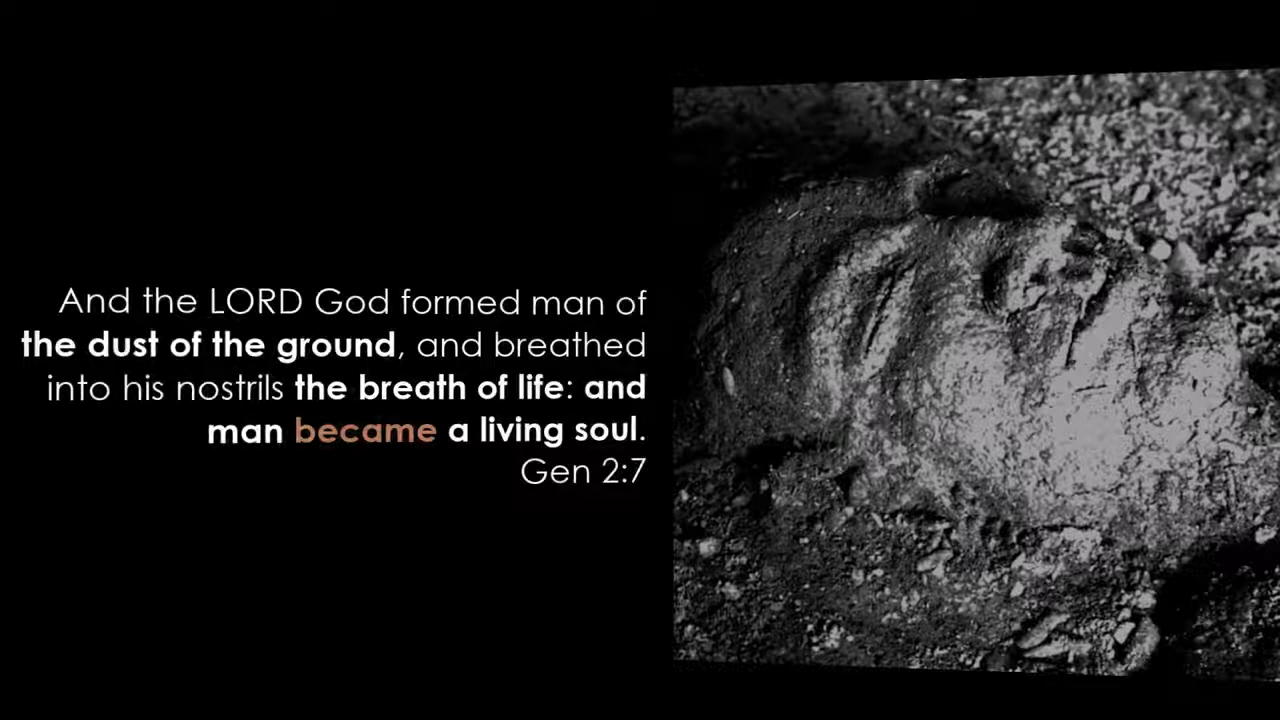 And the LORD God formed man of
the dust of the ground, and breathed
into his nostrils the breath of life: and
man became a living soul.
Gen 2:7